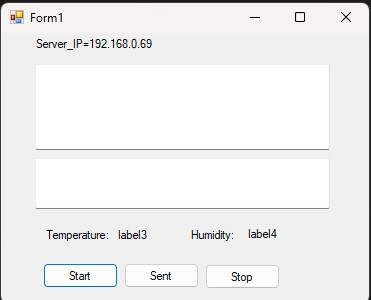 Form1
Server_IP=192.168.0.69
Temperature: label3 Humidity: label4
Start Sent Stop